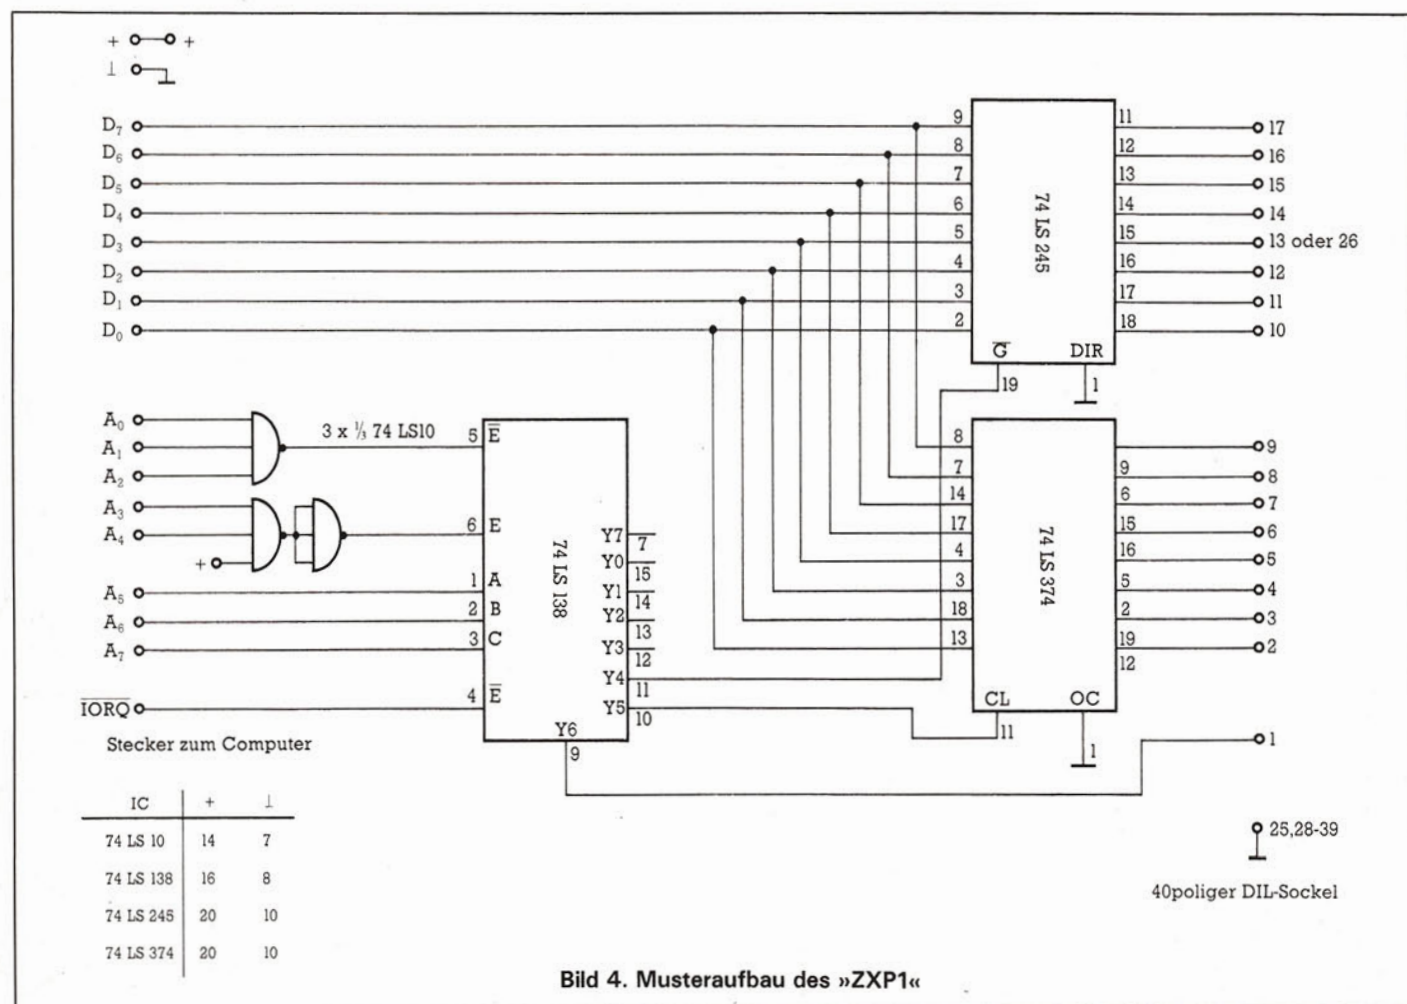 + +
⊥
D₇
D₆
D₅
D₄
D₃
D₂
D₁
D₀
9
8
7
6
5
4
3
2
74 LS 245
G̅ DIR
19 1
11
12
13
14
15
16
17
18
17
16
15
14
13 oder 26
12
11
10
A₀
A₁
A₂
A₃
A₄
+
A₅
A₆
A₇
I̅O̅R̅Q̅
3 x ⅓ 74 LS10
5 E̅
6 E
1 A
2 B
3 C
4 E̅
74 LS 138
Y7 7
Y0 15
Y1 14
Y2 13
Y3 12
Y4 11
Y5 10
Y6
9
8
7
14
17
4
3
18
13
74 LS 374
CL OC
11 1
9
6
15
16
5
2
19
12
9
8
7
6
5
4
3
2
1
Stecker zum Computer
IC + ⊥
74 LS 10 14 7
74 LS 138 16 8
74 LS 245 20 10
74 LS 374 20 10
25,28-39
40poliger DIL-Sockel
Bild 4. Musteraufbau des »ZXP1«